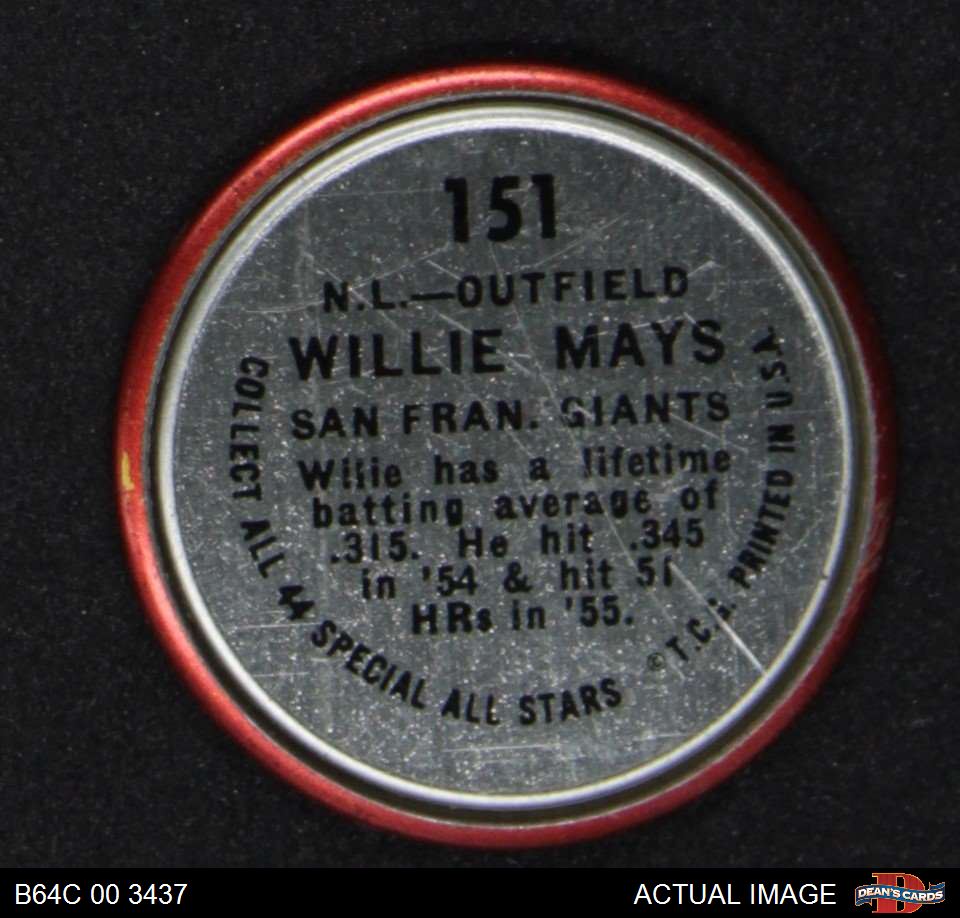 151
N.L.—OUTFIELD
WILLIE MAYS
SAN FRAN. GIANTS
Willie has a lifetime
batting average of
.315. He hit .345
in '54 & hit 51
HRs in '55.
COLLECT ALL 44 SPECIAL ALL STARS
© T.C.G. PRINTED IN U.S.A.
B64C 00 3437
ACTUAL IMAGE
DEAN'S CARDS